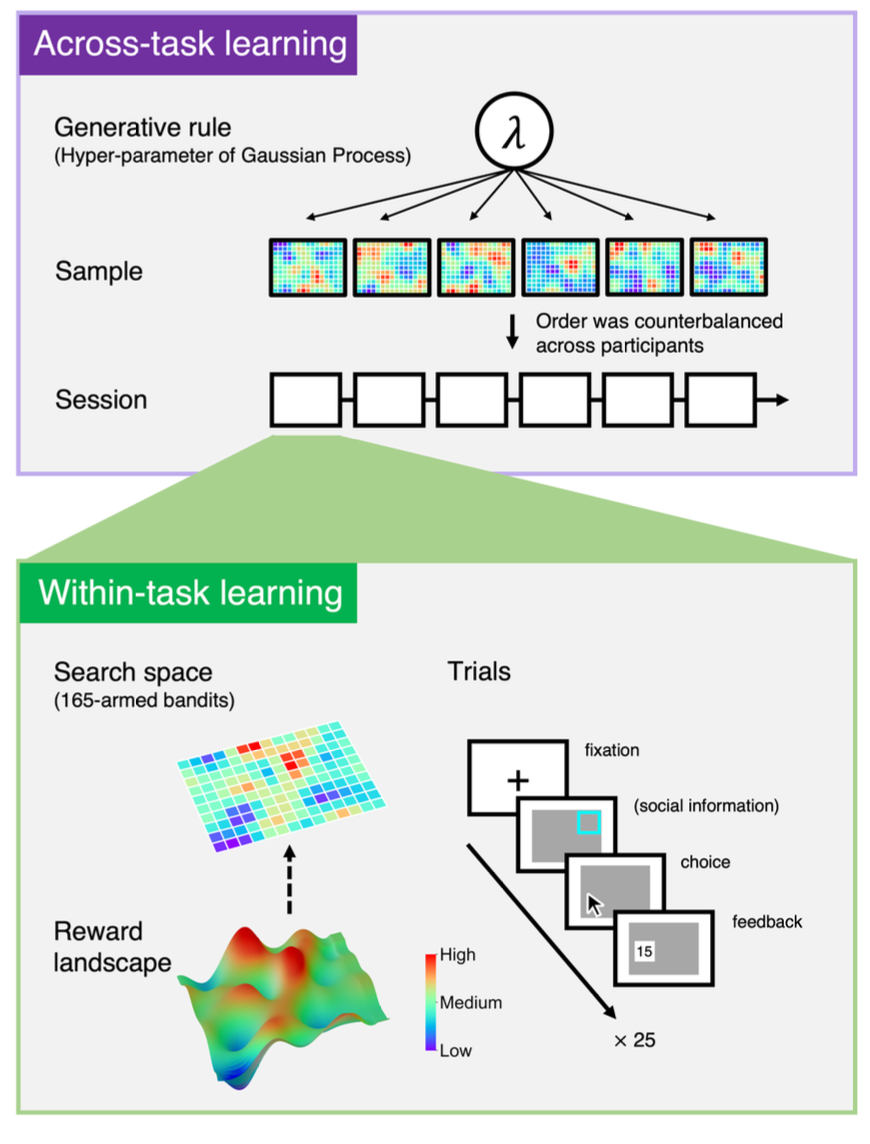 Across-task learning
Generative rule
(Hyper-parameter of Gaussian Process)
λ
Sample
Order was counterbalanced
across participants
Session
Within-task learning
Search space
(165-armed bandits)
Trials
fixation
(social information)
choice
feedback
15
× 25
Reward
landscape
High
Medium
Low